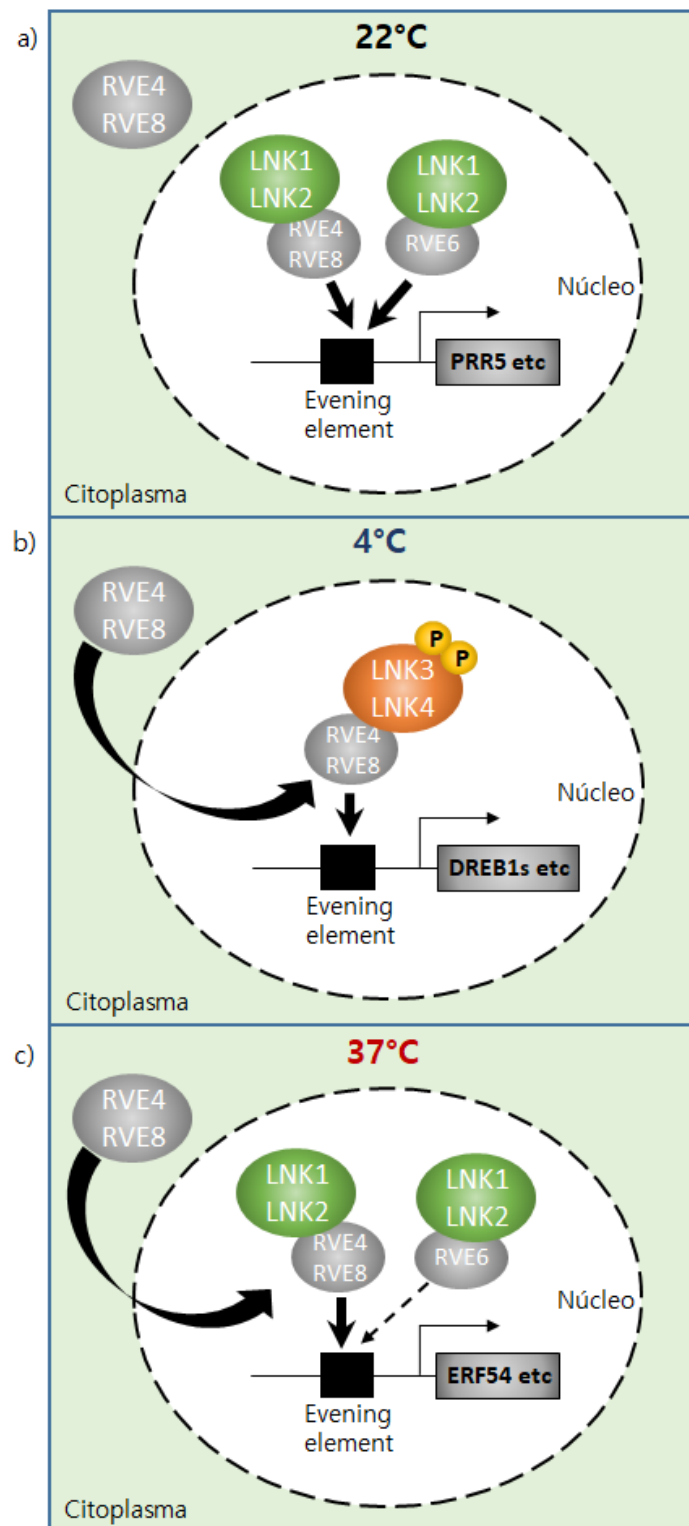 a)
22°C
RVE4
RVE8
LNK1
LNK2
RVE4
RVE8
LNK1
LNK2
RVE6
Núcleo
PRR5 etc
Evening
element
Citoplasma
b)
4°C
RVE4
RVE8
P
P
LNK3
LNK4
RVE4
RVE8
Núcleo
DREB1s etc
Evening
element
Citoplasma
c)
37°C
RVE4
RVE8
LNK1
LNK2
RVE4
RVE8
LNK1
LNK2
RVE6
Núcleo
ERF54 etc
Evening
element
Citoplasma